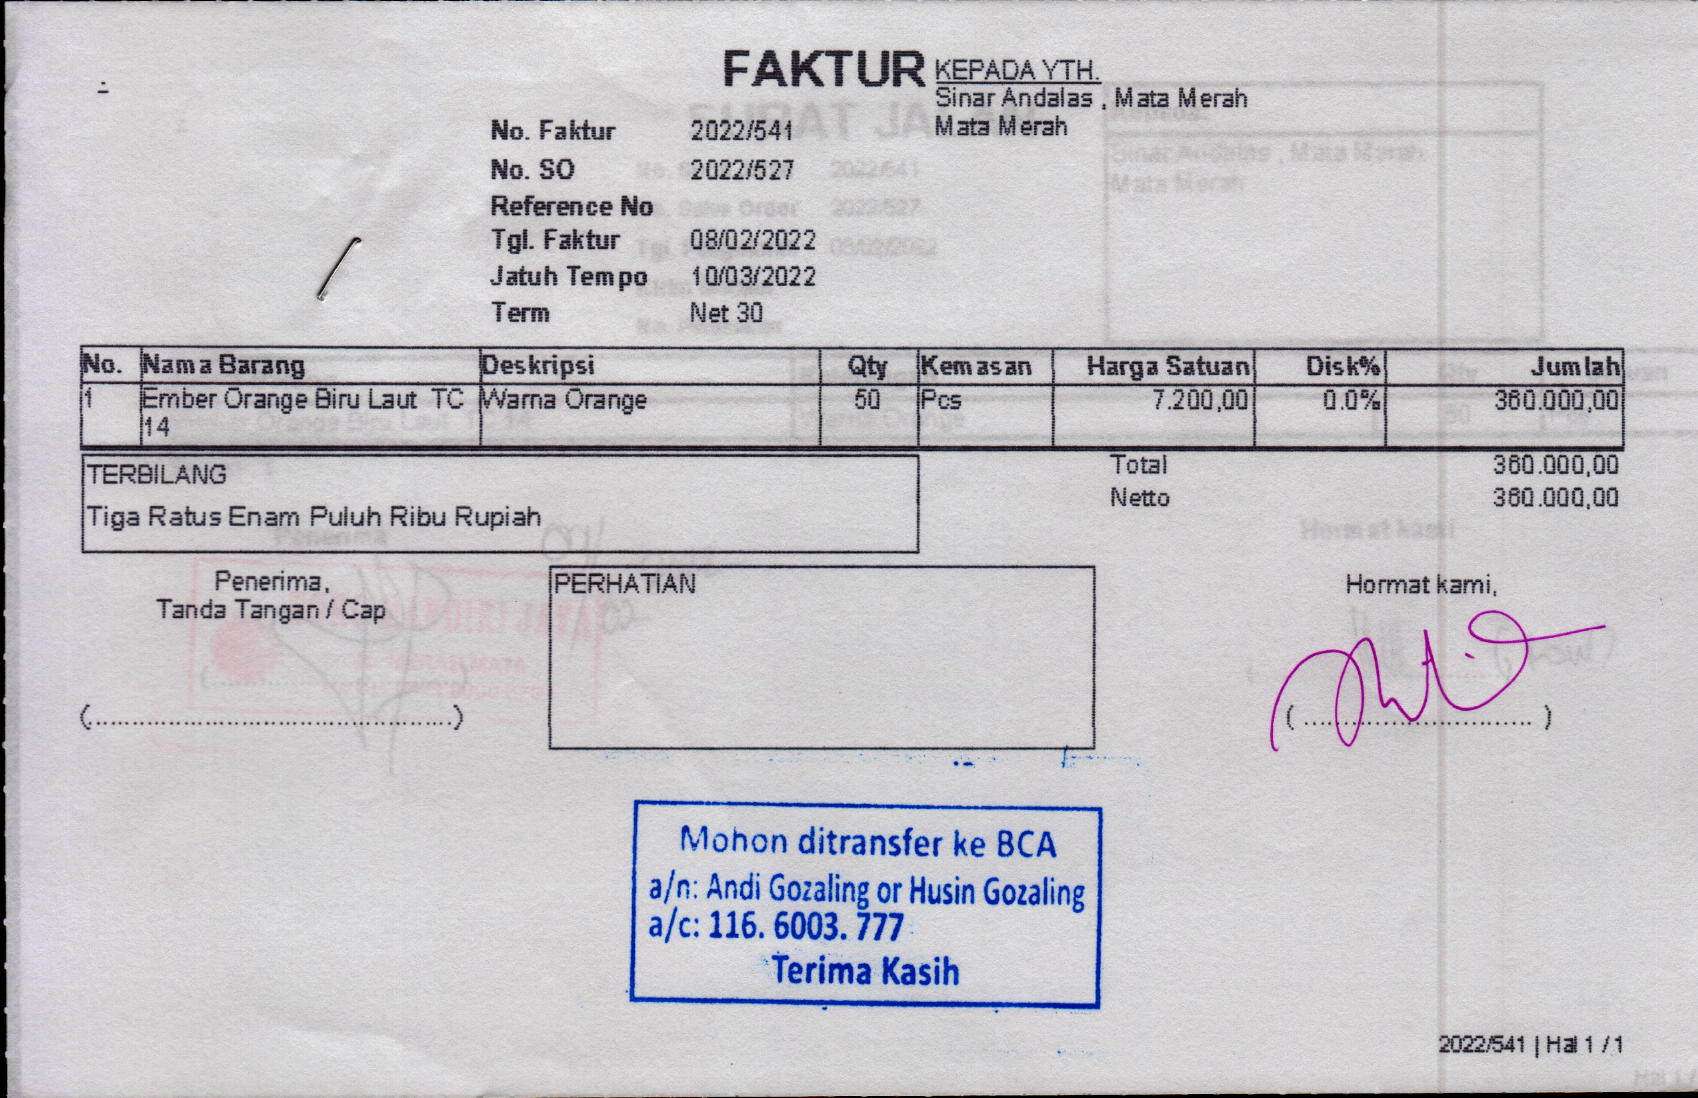 FAKTUR
KEPADA YTH.
Sinar Andalas , Mata Merah
Mata Merah
No. Faktur 2022/541
No. SO 2022/527
Reference No
Tgl. Faktur 08/02/2022
Jatuh Tempo 10/03/2022
Term Net 30
No. Nama Barang Deskripsi Qty Kemasan Harga Satuan Disk% Jumlah
1 Ember Orange Biru Laut TC Warna Orange 50 Pcs 7.200,00 0.0% 360.000,00
14
TERBILANG
Tiga Ratus Enam Puluh Ribu Rupiah
Total 360.000,00
Netto 360.000,00
Penerima,
Tanda Tangan / Cap
(................................................)
PERHATIAN
Hormat kami,
( .............................. )
Mohon ditransfer ke BCA
a/n: Andi Gozaling or Husin Gozaling
a/c: 116. 6003. 777
Terima Kasih
2022/541 | Hal 1 / 1